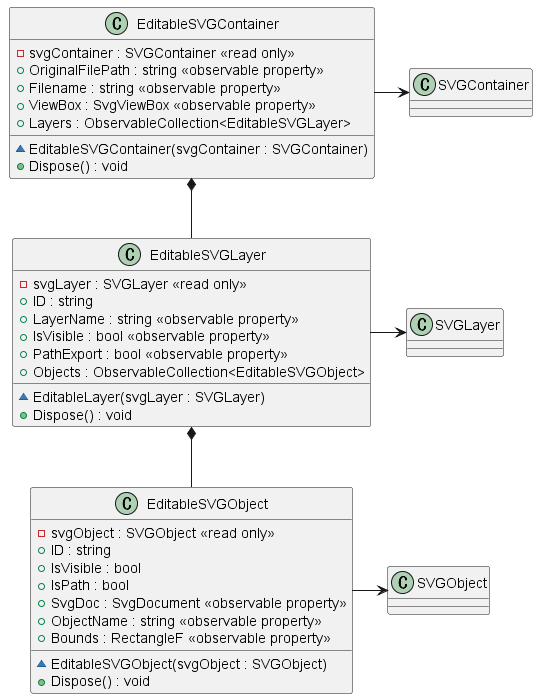 C EditableSVGContainer
svgContainer : SVGContainer «read only»
OriginalFilePath : string «observable property»
Filename : string «observable property»
ViewBox : SvgViewBox «observable property»
Layers : ObservableCollection<EditableSVGLayer>
EditableSVGContainer(svgContainer : SVGContainer)
Dispose() : void
C SVGContainer
C EditableSVGLayer
svgLayer : SVGLayer «read only»
ID : string
LayerName : string «observable property»
IsVisible : bool «observable property»
PathExport : bool «observable property»
Objects : ObservableCollection<EditableSVGObject>
EditableLayer(svgLayer : SVGLayer)
Dispose() : void
C SVGLayer
C EditableSVGObject
svgObject : SVGObject «read only»
ID : string
IsVisible : bool
IsPath : bool
SvgDoc : SvgDocument «observable property»
ObjectName : string «observable property»
Bounds : RectangleF «observable property»
EditableSVGObject(svgObject : SVGObject)
Dispose() : void
C SVGObject